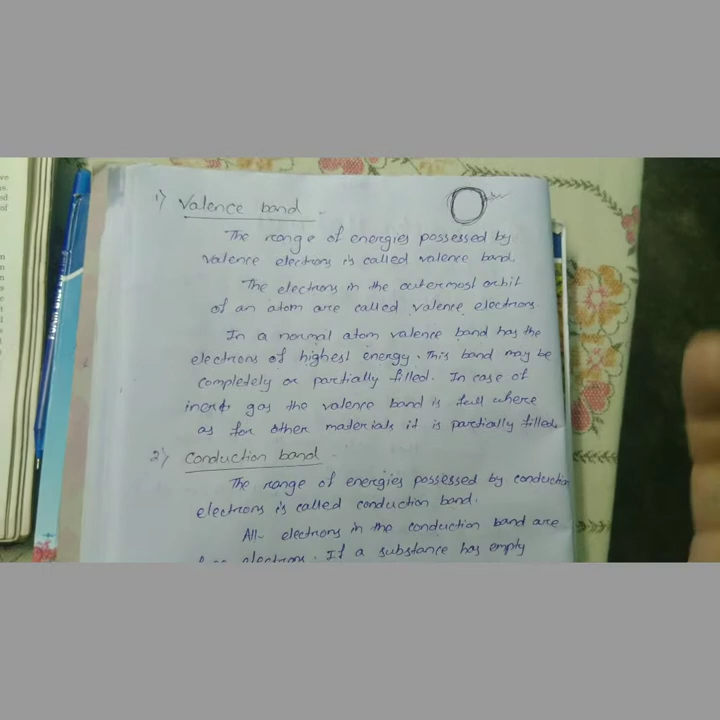 1) Valence band
The range of energies possessed by
valence electrons is called valence band.
The electrons in the outermost orbit
of an atom are called valence electrons
In a normal atom valence band has the
electrons of highest energy. This band may be
completely or partially filled. In case of
inert gas the valence band is full where
as for other materials it is partially filled.
2) Conduction band
The range of energies possessed by conduction
electrons is called conduction band.
All electrons in the conduction band are
electrons. If a substance has empty